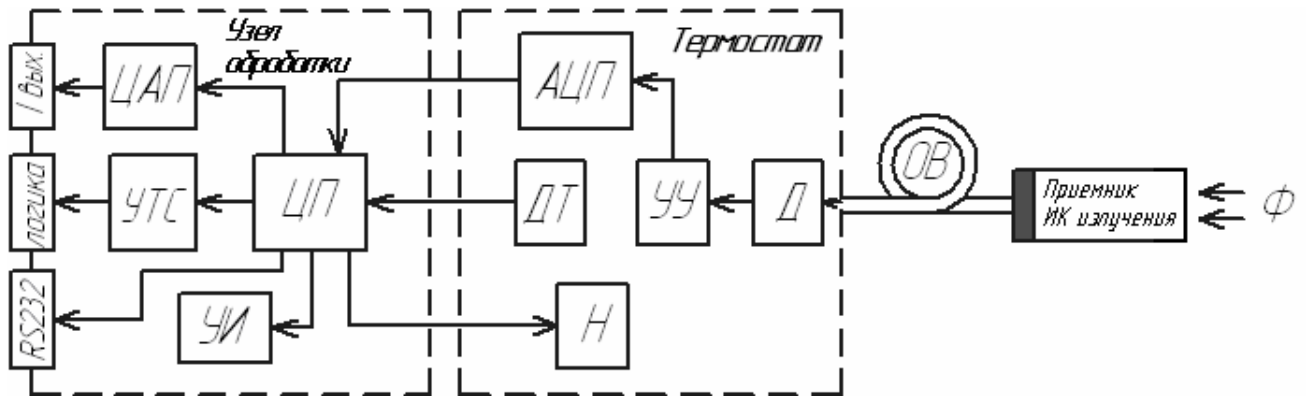 Узел
обработки
Термостат
I вых.
ЦАП
АЦП
логика
УТС
ЦП
ДТ
УУ
Д
ОВ
Приемник
ИК излучения
Ф
RS232
УИ
Н